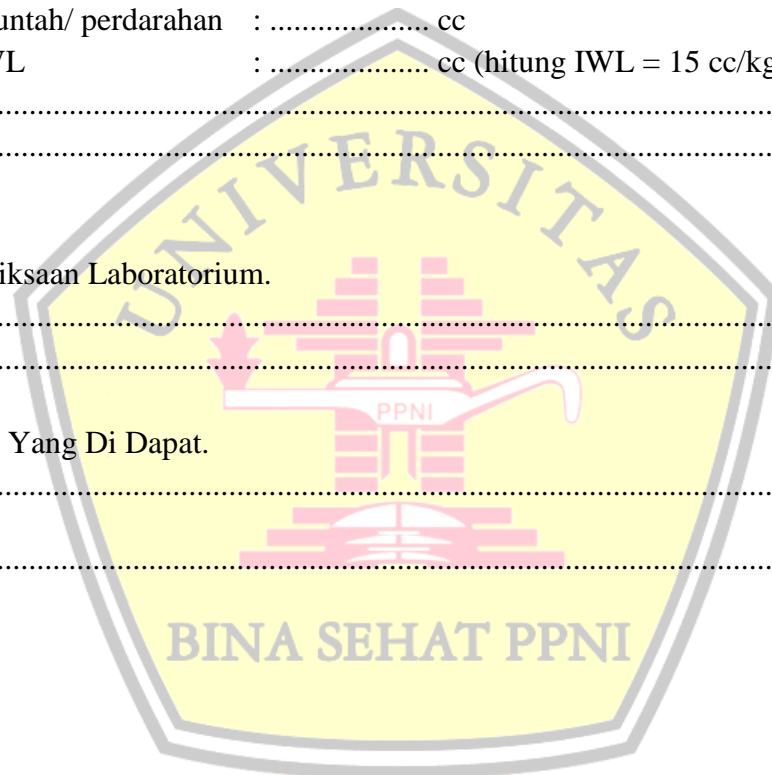 untah/ perdarahan : ..................... cc
VL : ..................... cc (hitung IWL = 15 cc/kg
....................................................................................................
....................................................................................................
UNIVERSITAS
iksaan Laboratorium.
....................................................................................................
....................................................................................................
PPNI
Yang Di Dapat.
....................................................................................................
....................................................................................................
BINA SEHAT PPNI